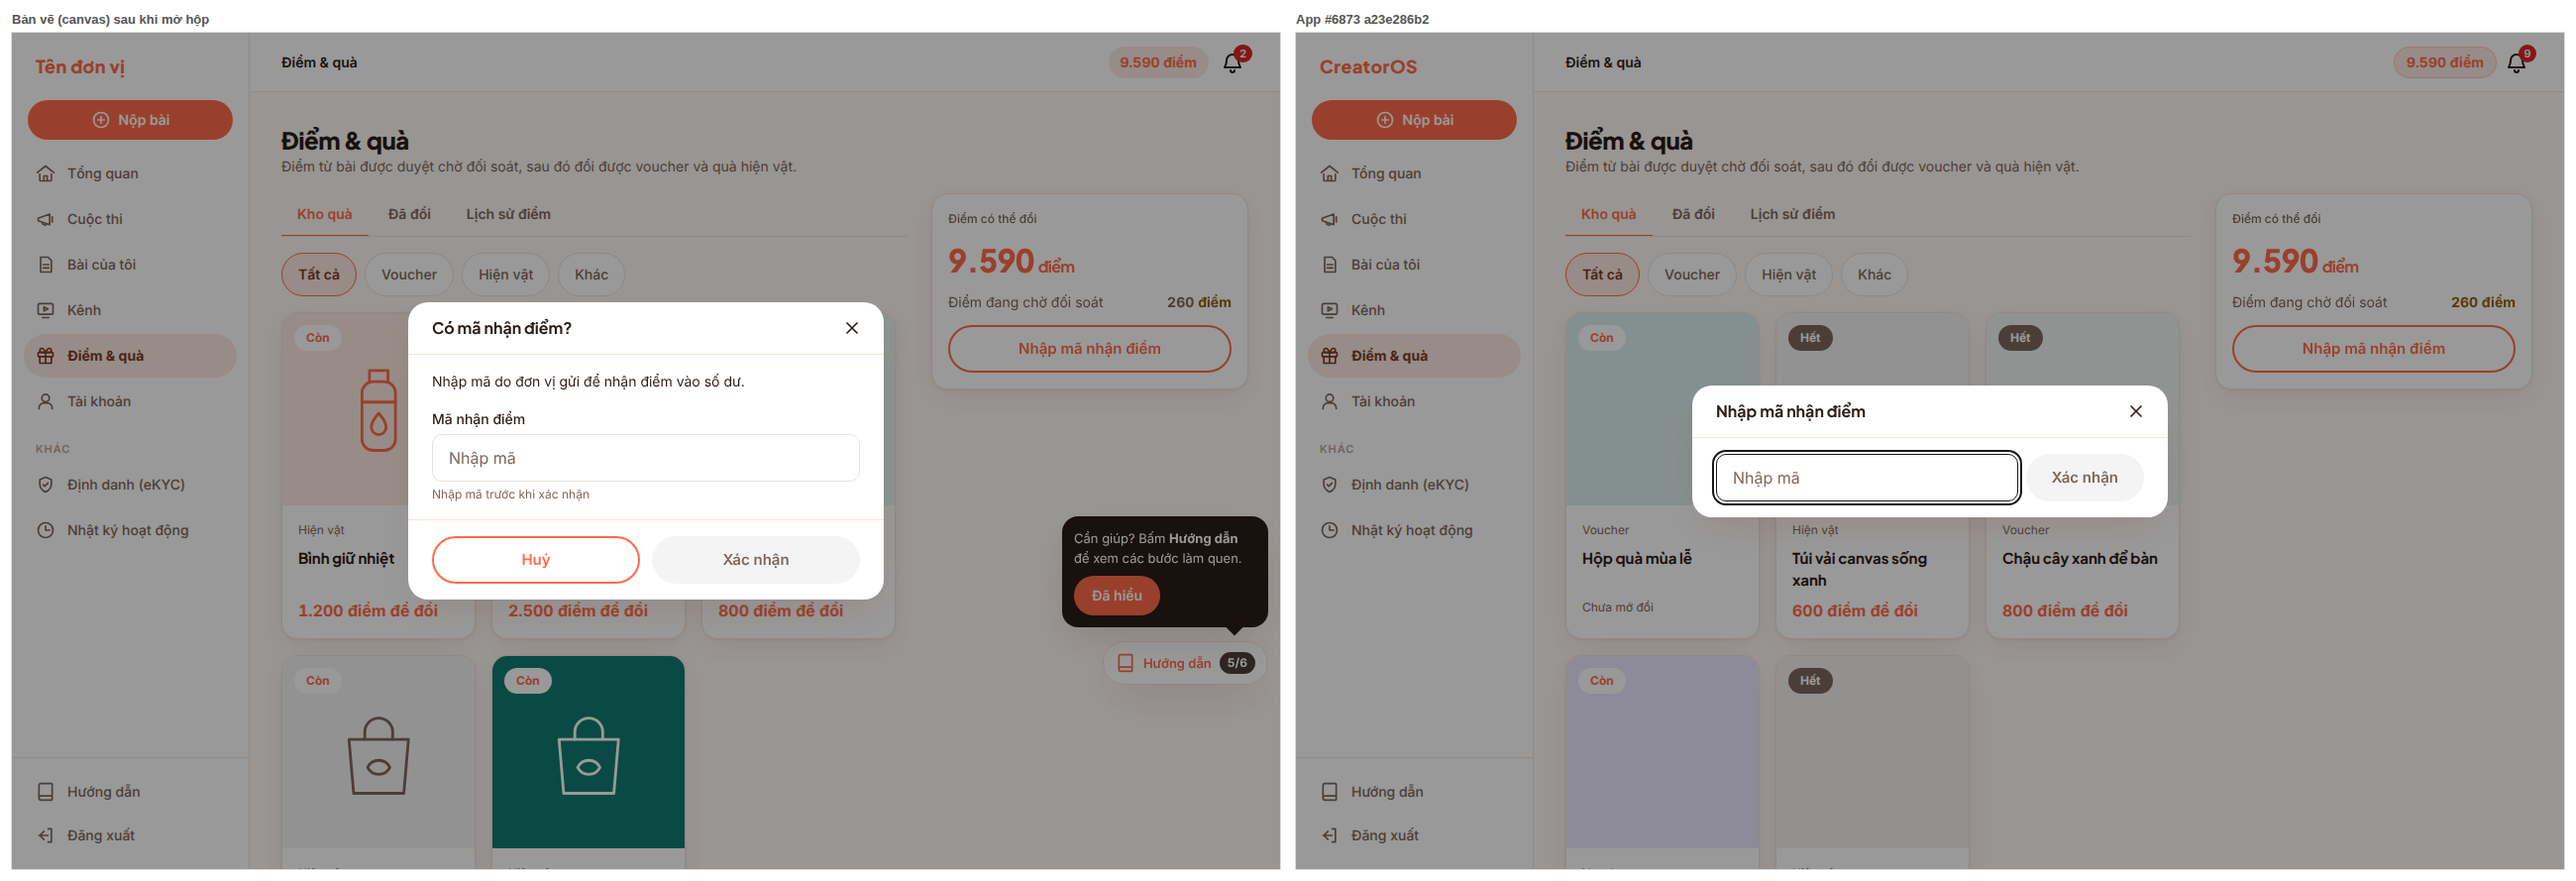 Bản vẽ (canvas) sau khi mở hộp
Tên đơn vị
Nộp bài
Tổng quan
Cuộc thi
Bài của tôi
Kênh
Điểm & quà
Tài khoản
KHÁC
Định danh (eKYC)
Nhật ký hoạt động
Hướng dẫn
Đăng xuất
Điểm & quà
9.590 điểm
2
Điểm & quà
Điểm từ bài được duyệt chờ đối soát, sau đó đổi được voucher và quà hiện vật.
Kho quà Đã đổi Lịch sử điểm
Tất cả Voucher Hiện vật Khác
Còn
Hiện vật
Bình giữ nhiệt
1.200 điểm để đổi
2.500 điểm để đổi
800 điểm để đổi
Còn
Còn
Điểm có thể đổi
9.590 điểm
Điểm đang chờ đối soát 260 điểm
Nhập mã nhận điểm
Có mã nhận điểm?
Nhập mã do đơn vị gửi để nhận điểm vào số dư.
Mã nhận điểm
Nhập mã
Nhập mã trước khi xác nhận
Huỷ Xác nhận
Cần giúp? Bấm Hướng dẫn
để xem các bước làm quen.
Đã hiểu
Hướng dẫn 5/6
App #6873 a23e286b2
CreatorOS
Nộp bài
Tổng quan
Cuộc thi
Bài của tôi
Kênh
Điểm & quà
Tài khoản
KHÁC
Định danh (eKYC)
Nhật ký hoạt động
Hướng dẫn
Đăng xuất
Điểm & quà
9.590 điểm
9
Điểm & quà
Điểm từ bài được duyệt chờ đối soát, sau đó đổi được voucher và quà hiện vật.
Kho quà Đã đổi Lịch sử điểm
Tất cả Voucher Hiện vật Khác
Còn
Hết
Hết
Voucher
Hộp quà mùa lễ
Chưa mở đổi
Hiện vật
Túi vải canvas sống
xanh
600 điểm để đổi
Voucher
Chậu cây xanh để bàn
800 điểm để đổi
Còn
Hết
Điểm có thể đổi
9.590 điểm
Điểm đang chờ đối soát 260 điểm
Nhập mã nhận điểm
Nhập mã nhận điểm
Nhập mã
Xác nhận